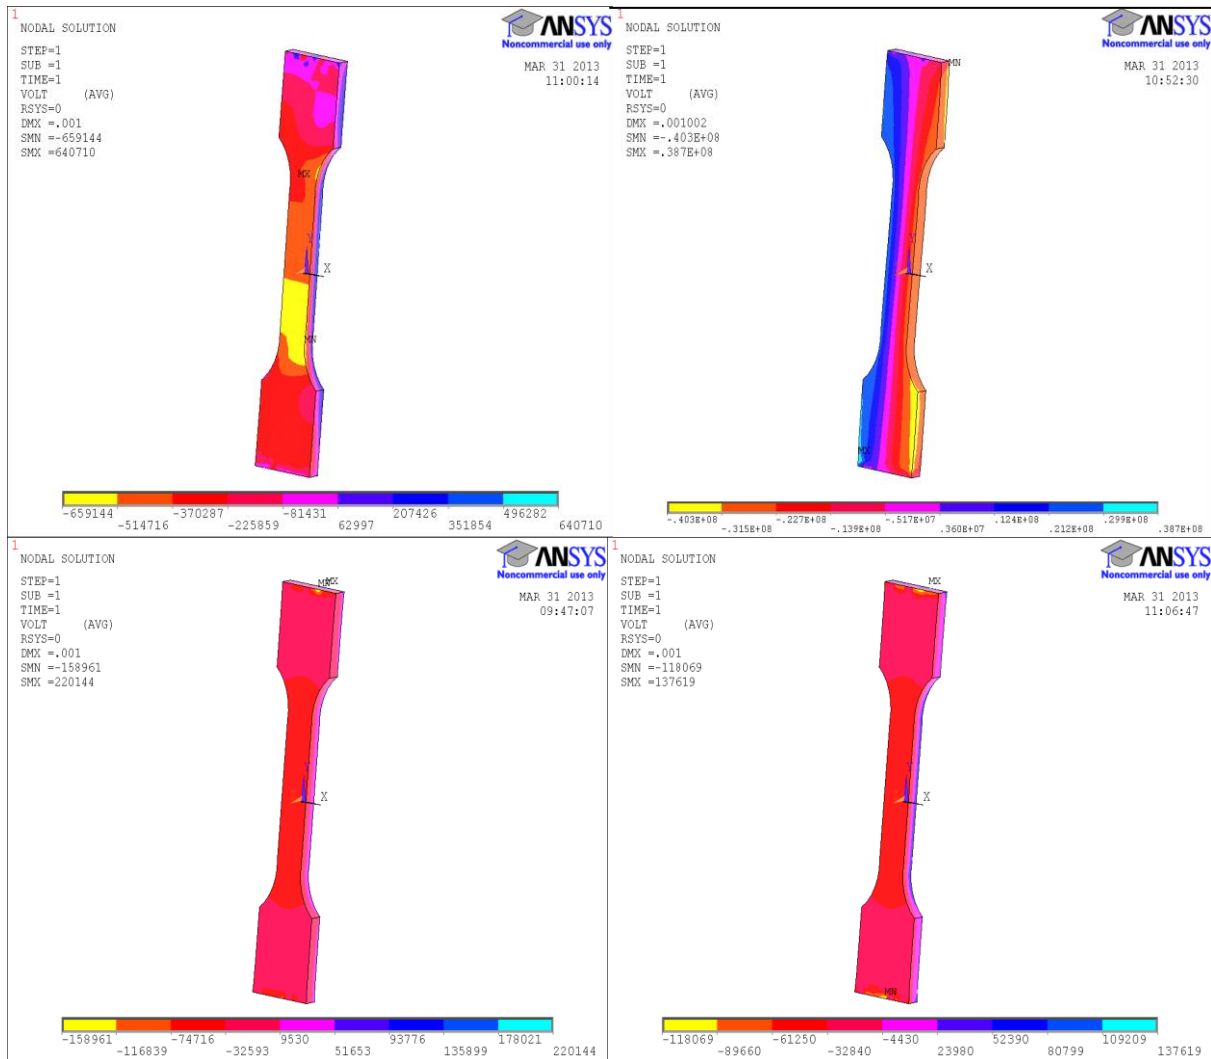 1
NODAL SOLUTION
STEP=1
SUB =1
TIME=1
VOLT (AVG)
RSYS=0
DMX =.001
SMN =-659144
SMX =640710
ANSYS
Noncommercial use only
MAR 31 2013
11:00:14
MX
Y
X
MN
-659144 -370287 -81431 207426 496282
-514716 -225859 62997 351854 640710
1
NODAL SOLUTION
STEP=1
SUB =1
TIME=1
VOLT (AVG)
RSYS=0
DMX =.001002
SMN =-.403E+08
SMX =.387E+08
ANSYS
Noncommercial use only
MAR 31 2013
10:52:30
MN
Y
X
MX
-.403E+08 -.227E+08 -.517E+07 .124E+08 .299E+08
-.315E+08 -.139E+08 .360E+07 .212E+08 .387E+08
1
NODAL SOLUTION
STEP=1
SUB =1
TIME=1
VOLT (AVG)
RSYS=0
DMX =.001
SMN =-158961
SMX =220144
ANSYS
Noncommercial use only
MAR 31 2013
09:47:07
MX
Y
X
-158961 -74716 9530 93776 178021
-116839 -32593 51653 135899 220144
1
NODAL SOLUTION
STEP=1
SUB =1
TIME=1
VOLT (AVG)
RSYS=0
DMX =.001
SMN =-118069
SMX =137619
ANSYS
Noncommercial use only
MAR 31 2013
11:06:47
MX
Y
X
MN
-118069 -61250 -4430 52390 109209
-89660 -32840 23980 80799 137619